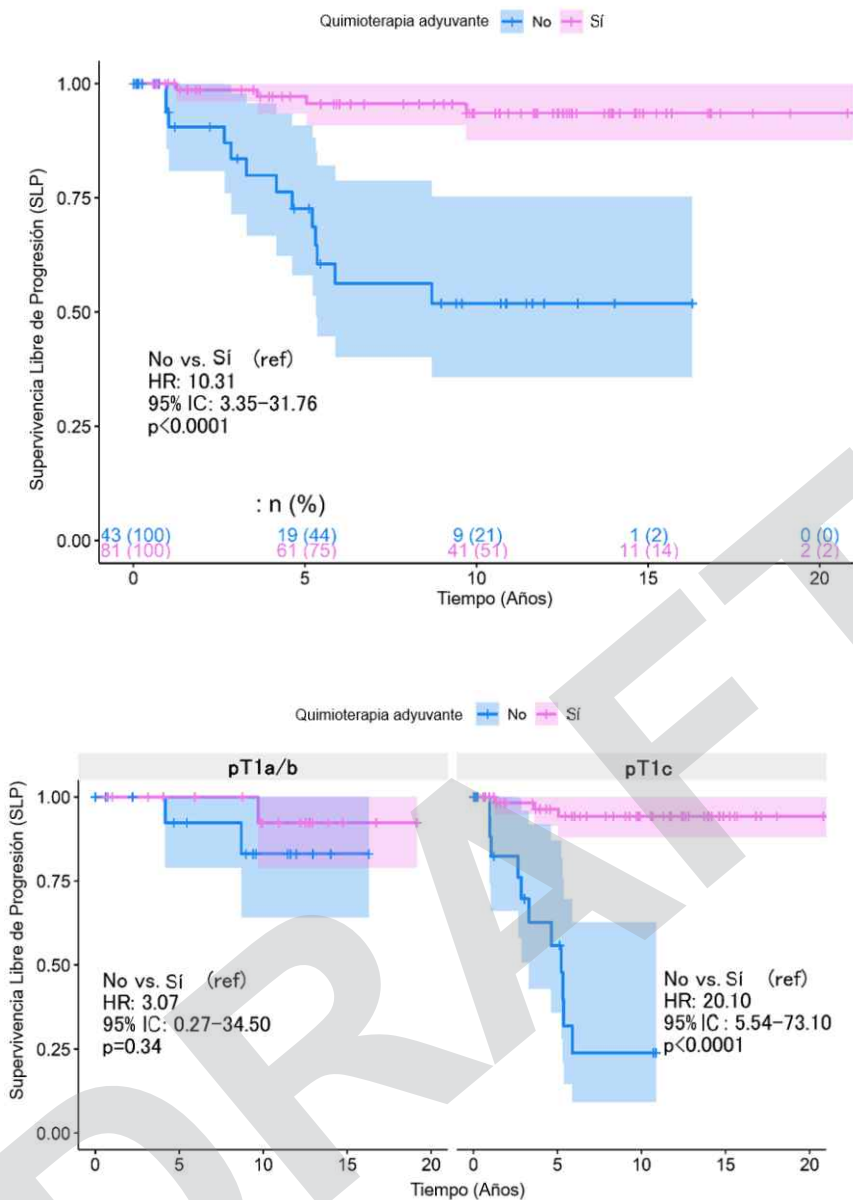 Quimioterapia adyuvante No Sí
Supervivencia Libre de Progresión (SLP)
1.00
0.75
0.50
0.25
0.00
No vs. Sí (ref)
HR: 10.31
95% IC: 3.35-31.76
p<0.0001
: n (%)
43 (100) 19 (44) 9 (21) 1 (2) 0 (0)
81 (100) 61 (75) 41 (51) 11 (14) 2 (2)
0 5 10 15 20
Tiempo (Años)
Quimioterapia adyuvante No Sí
pT1a/b pT1c
Supervivencia Libre de Progresión (SLP)
1.00
0.75
0.50
0.25
0.00
No vs. Sí (ref)
HR: 3.07
95% IC: 0.27-34.50
p=0.34
No vs. Sí (ref)
HR: 20.10
95% IC : 5.54-73.10
p<0.0001
0 5 10 15 20 0 5 10 15 20
Tiempo (Años)
DRAFT